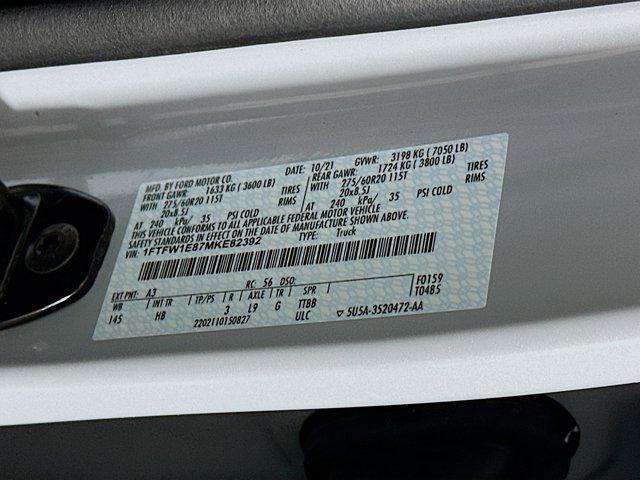 MFD. BY FORD MOTOR CO. DATE: 10/21 GVWR: 3198 KG (7050 LB)
FRONT GAWR: 1633 KG (3600 LB) REAR GAWR: 1724 KG (3800 LB)
WITH 275/60R20 115T TIRES WITH 275/60R20 115T TIRES
20x8.5J RIMS 20x8.5J RIMS
AT 240 kPa/ 35 PSI COLD AT 240 kPa/ 35 PSI COLD
THIS VEHICLE CONFORMS TO ALL APPLICABLE FEDERAL MOTOR VEHICLE
SAFETY STANDARDS IN EFFECT ON THE DATE OF MANUFACTURE SHOWN ABOVE.
VIN: 1FTFW1E87MKE82392 TYPE: Truck
EXT PNT: A3 RC: 56 DSO: F0159
WB INT TR TP/PS R AXLE TR SPR T0485
145 HB 3 L9 G TTBB
2202110150827 ULC ▽ 5U5A-3520472-AA